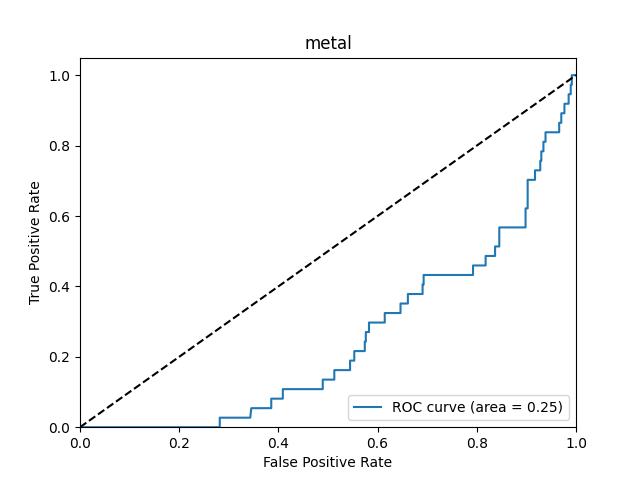 metal
True Positive Rate
1.0
0.8
0.6
0.4
0.2
0.0
ROC curve (area = 0.25)
0.0 0.2 0.4 0.6 0.8 1.0
False Positive Rate